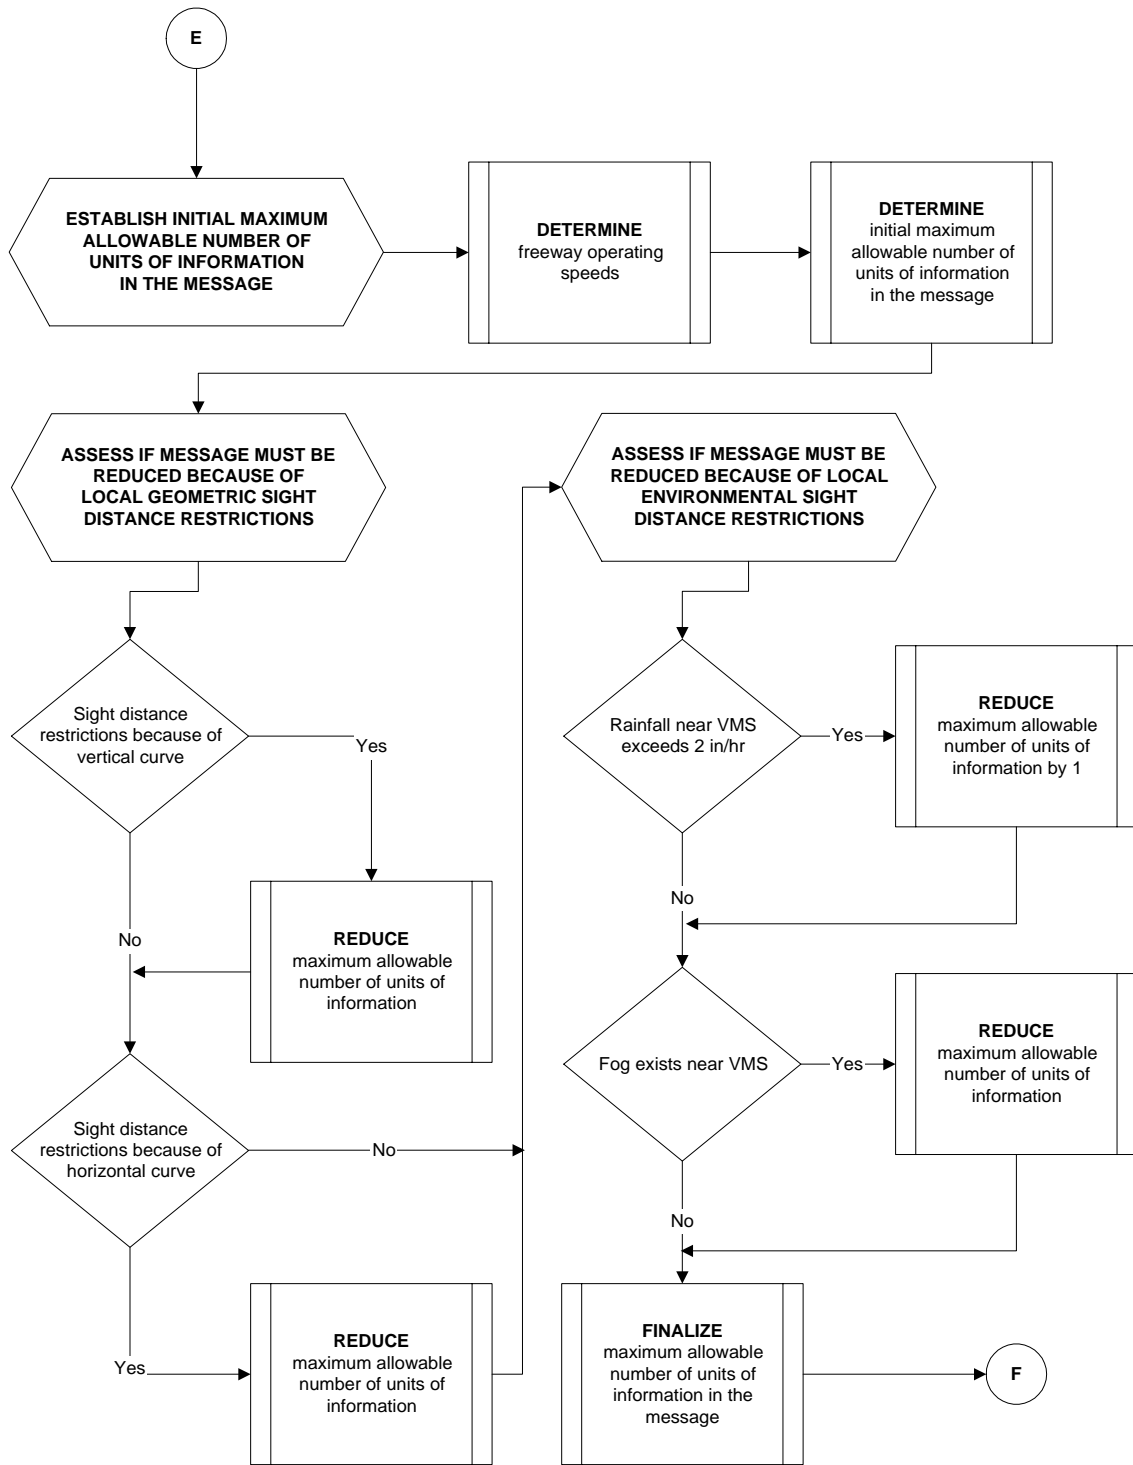 E
ESTABLISH INITIAL MAXIMUM
ALLOWABLE NUMBER OF
UNITS OF INFORMATION
IN THE MESSAGE
DETERMINE
freeway operating
speeds
DETERMINE
initial maximum
allowable number of
units of information
in the message
ASSESS IF MESSAGE MUST BE
REDUCED BECAUSE OF
LOCAL GEOMETRIC SIGHT
DISTANCE RESTRICTIONS
Sight distance
restrictions because of
vertical curve
Yes
No
REDUCE
maximum allowable
number of units of
information
Sight distance
restrictions because of
horizontal curve
No
Yes
REDUCE
maximum allowable
number of units of
information
ASSESS IF MESSAGE MUST BE
REDUCED BECAUSE OF LOCAL
ENVIRONMENTAL SIGHT
DISTANCE RESTRICTIONS
Rainfall near VMS
exceeds 2 in/hr
Yes
REDUCE
maximum allowable
number of units of
information by 1
No
Fog exists near VMS
Yes
REDUCE
maximum allowable
number of units of
information
No
FINALIZE
maximum allowable
number of units of
information in the
message
F